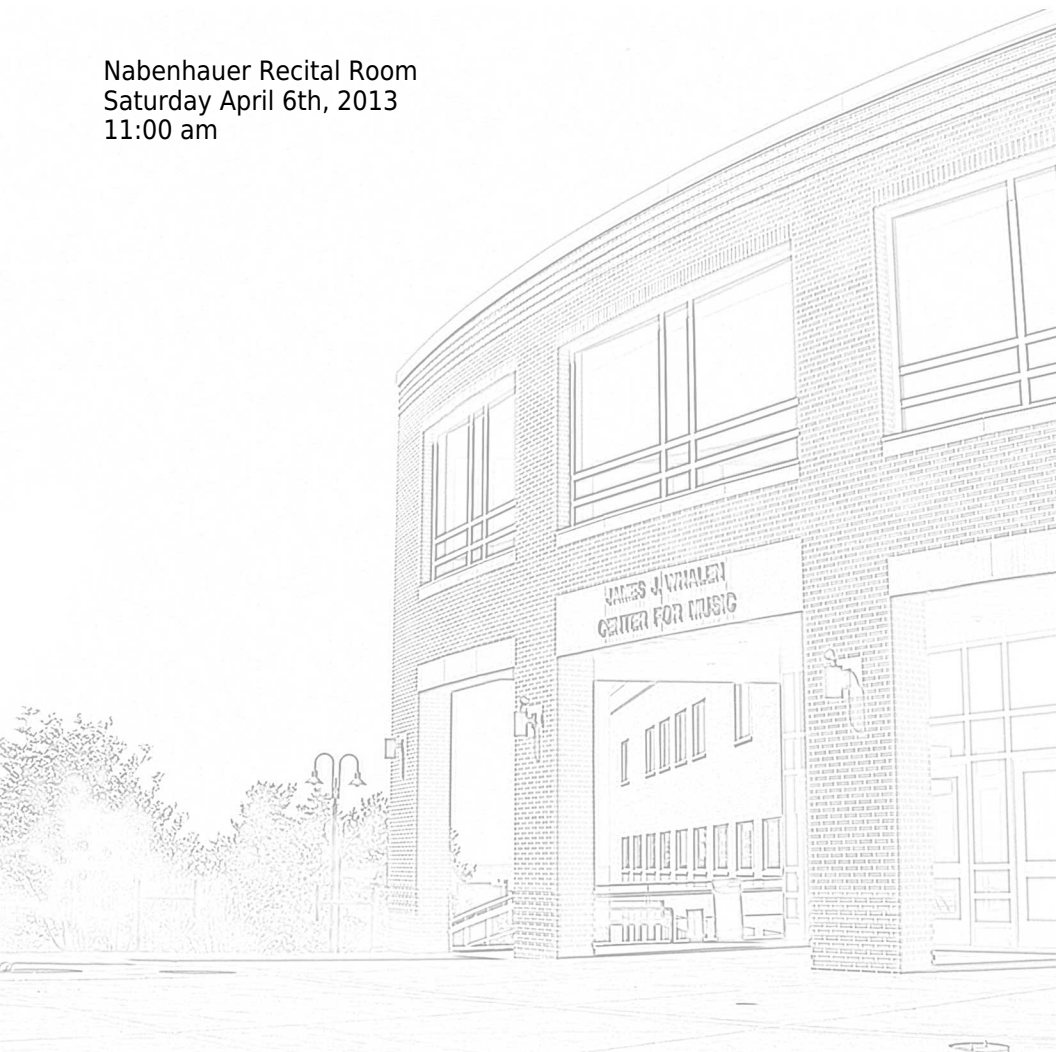 Nabenhauer Recital Room
Saturday April 6th, 2013
11:00 am
JAMES J. WHALEN
CENTER FOR MUSIC